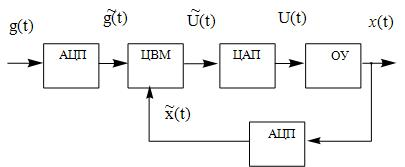 g(t)
g̃(t)
Ũ(t)
U(t)
x(t)
АЦП
ЦВМ
ЦАП
ОУ
x̃(t)
АЦП